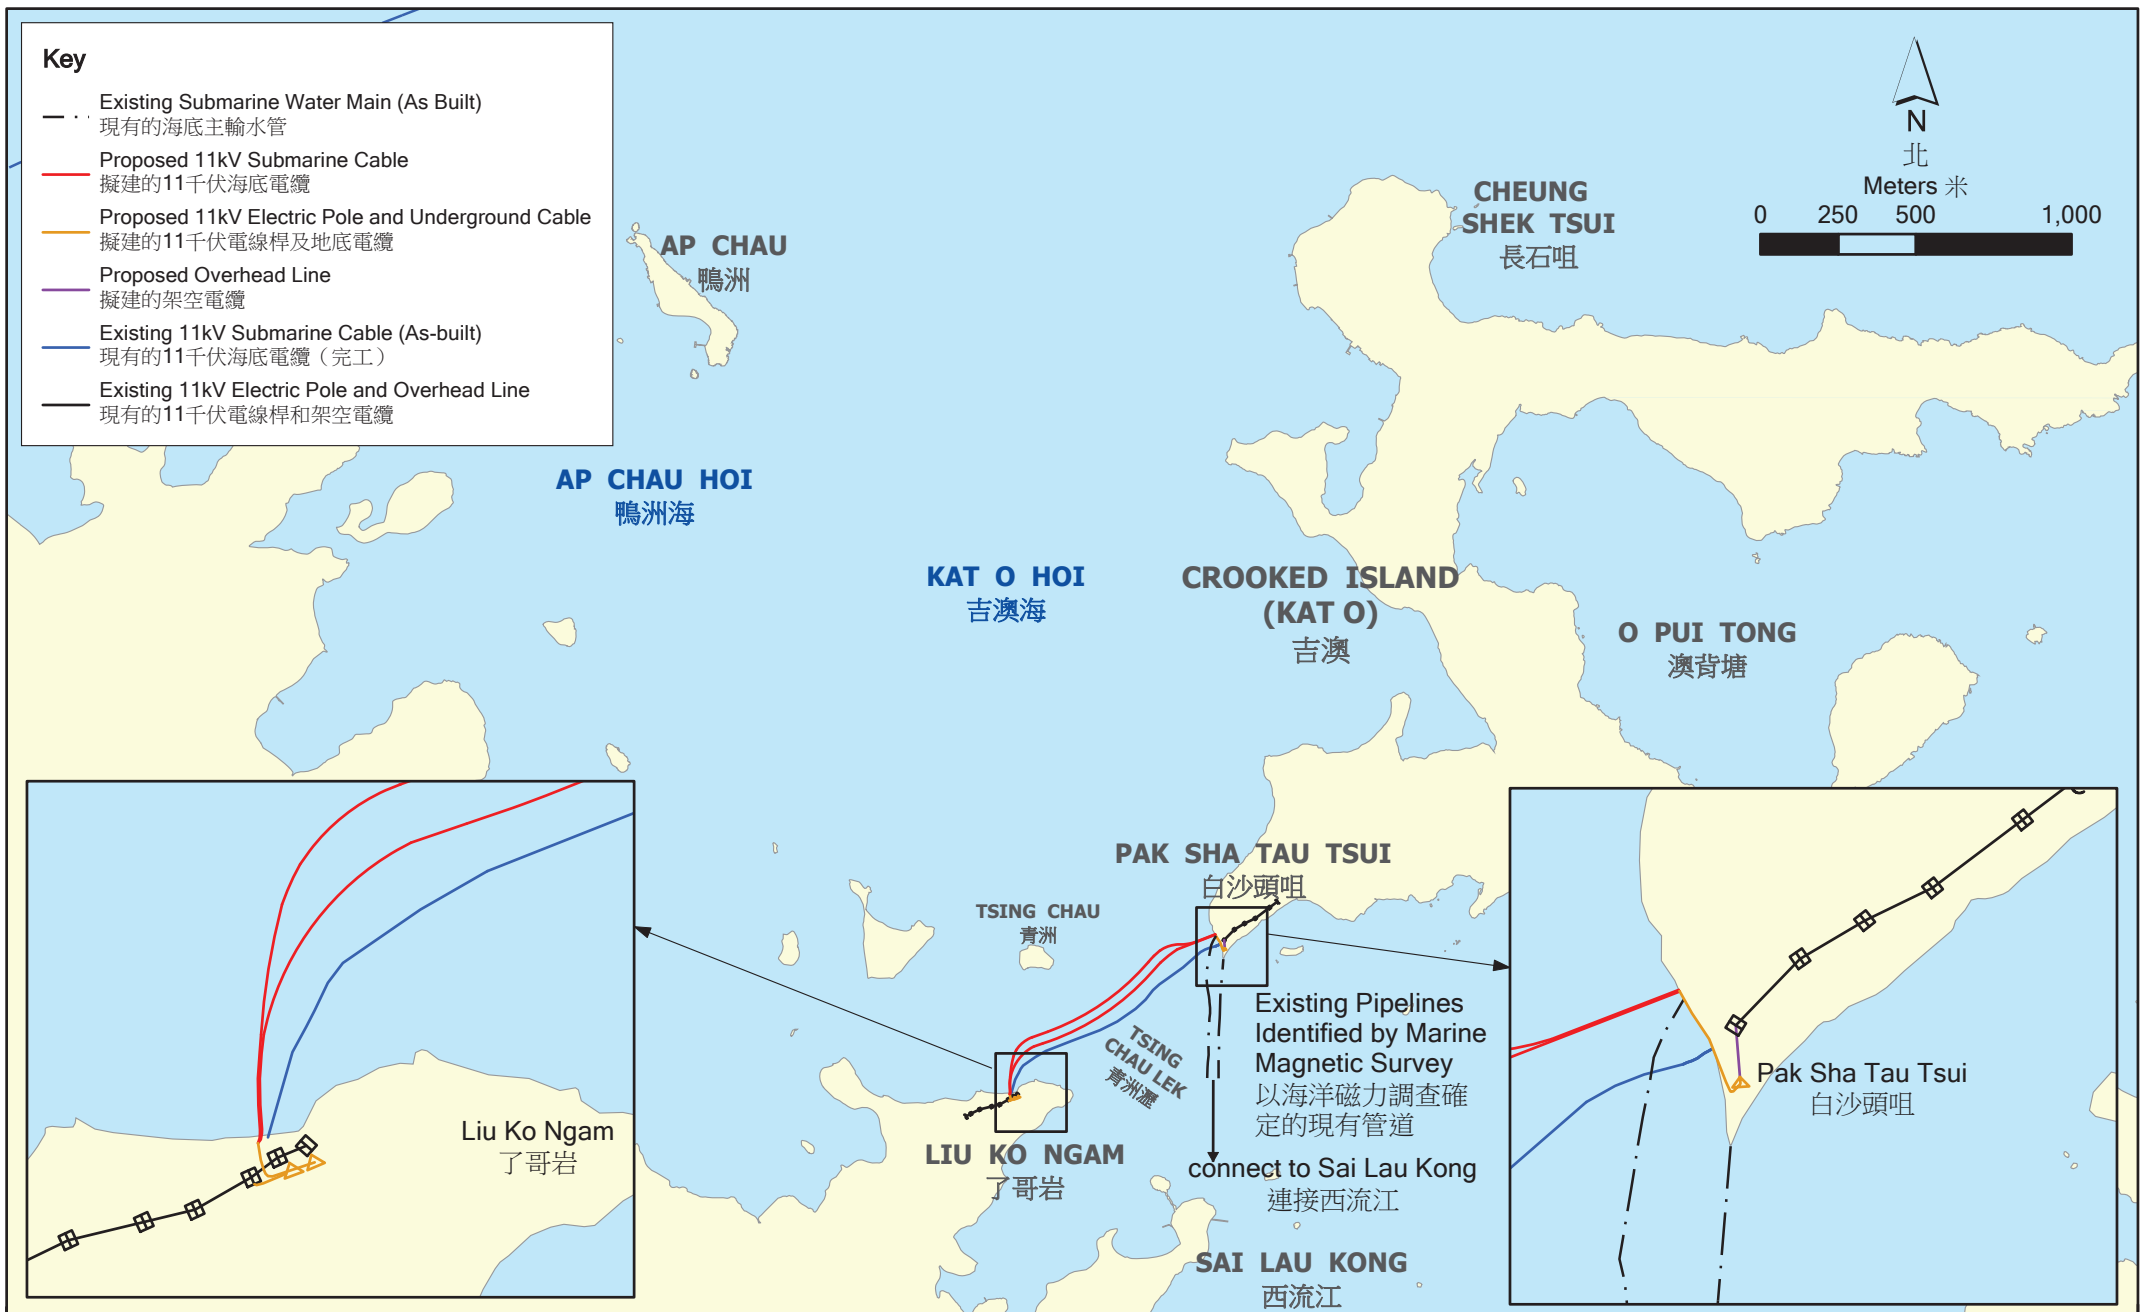 Key
Existing Submarine Water Main (As Built)
現有的海底主輸水管
Proposed 11kV Submarine Cable
擬建的11千伏海底電纜
Proposed 11kV Electric Pole and Underground Cable
擬建的11千伏電線桿及地底電纜
Proposed Overhead Line
擬建的架空電纜
Existing 11kV Submarine Cable (As-built)
現有的11千伏海底電纜（完工）
Existing 11kV Electric Pole and Overhead Line
現有的11千伏電線桿和架空電纜
N
北
Meters 米
0 250 500 1,000
AP CHAU
鴨洲
CHEUNG
SHEK TSUI
長石咀
AP CHAU HOI
鴨洲海
KAT O HOI
吉澳海
CROOKED ISLAND
(KAT O)
吉澳
O PUI TONG
澳背塘
PAK SHA TAU TSUI
白沙頭咀
TSING CHAU
青洲
TSING
CHAU LEK
青洲瀝
Existing Pipelines
Identified by Marine
Magnetic Survey
以海洋磁力調查確
定的現有管道
connect to Sai Lau Kong
連接西流江
LIU KO NGAM
了哥岩
SAI LAU KONG
西流江
Liu Ko Ngam
了哥岩
Pak Sha Tau Tsui
白沙頭咀